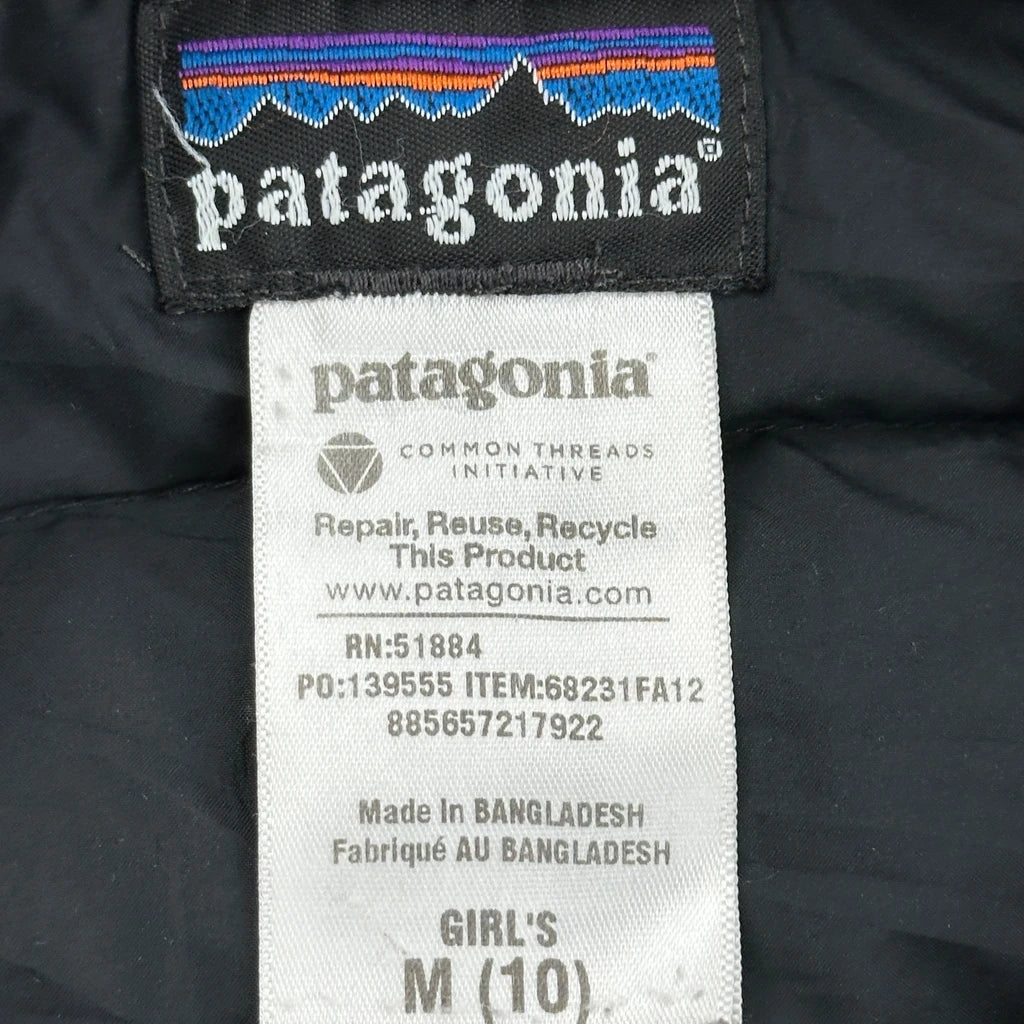 patagonia®
patagonia®
COMMON THREADS
INITIATIVE
Repair, Reuse, Recycle
This Product
www.patagonia.com
RN:51884
PO:139555 ITEM:68231FA12
885657217922
Made In BANGLADESH
Fabriqué AU BANGLADESH
GIRL'S
M (10)